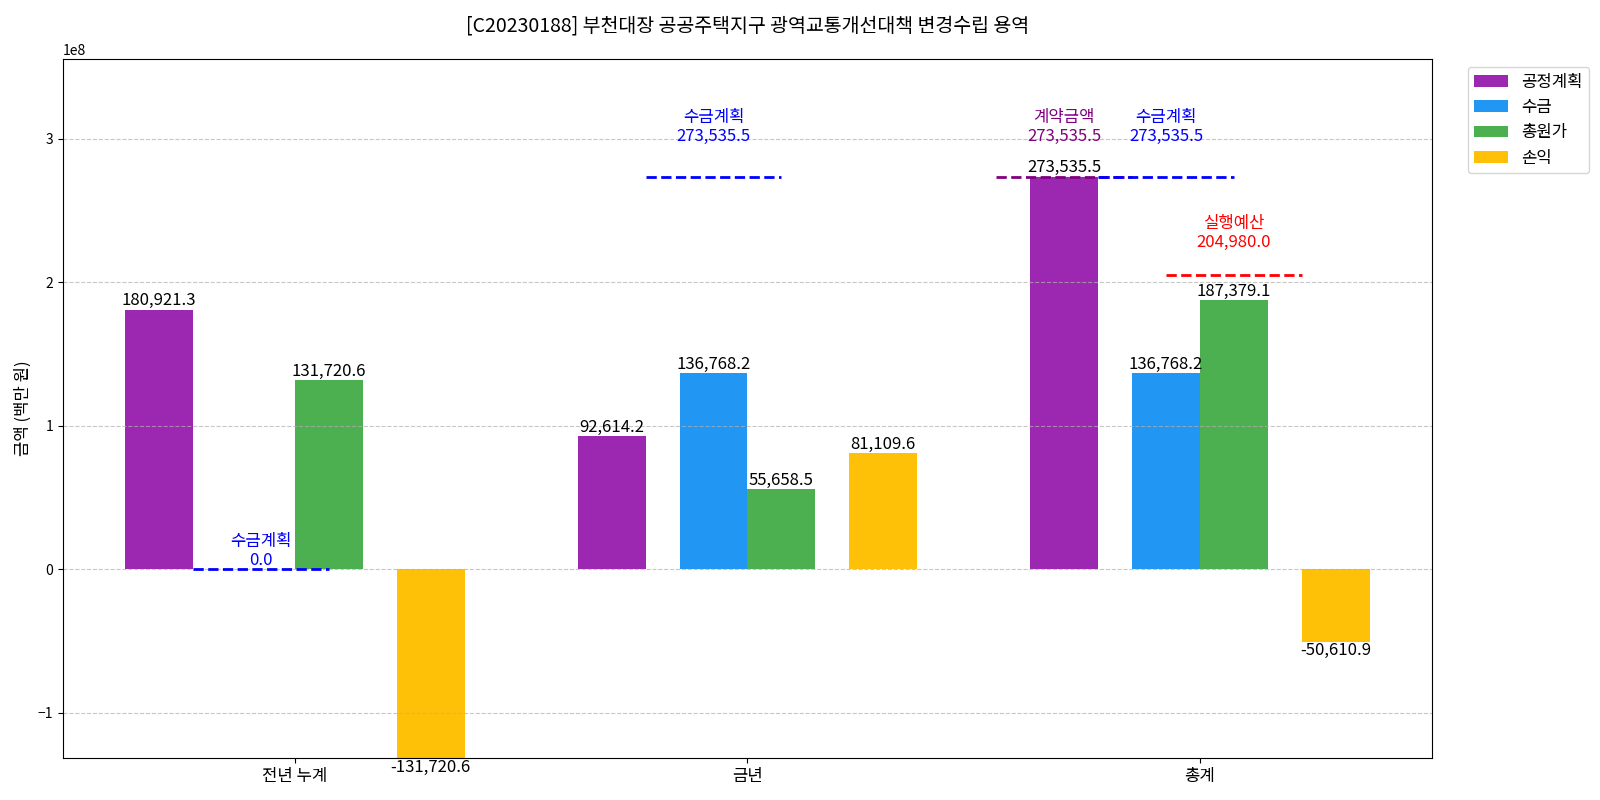 [C20230188] 부천대장 공공주택지구 광역교통개선대책 변경수립 용역
1e8
금액 (백만 원)
3
2
1
0
−1
180,921.3
수금계획
0.0
131,720.6
-131,720.6
92,614.2
수금계획
273,535.5
136,768.2
55,658.5
81,109.6
계약금액
273,535.5
273,535.5
수금계획
273,535.5
136,768.2
실행예산
204,980.0
187,379.1
-50,610.9
전년 누계
금년
총계
공정계획
수금
총원가
손익